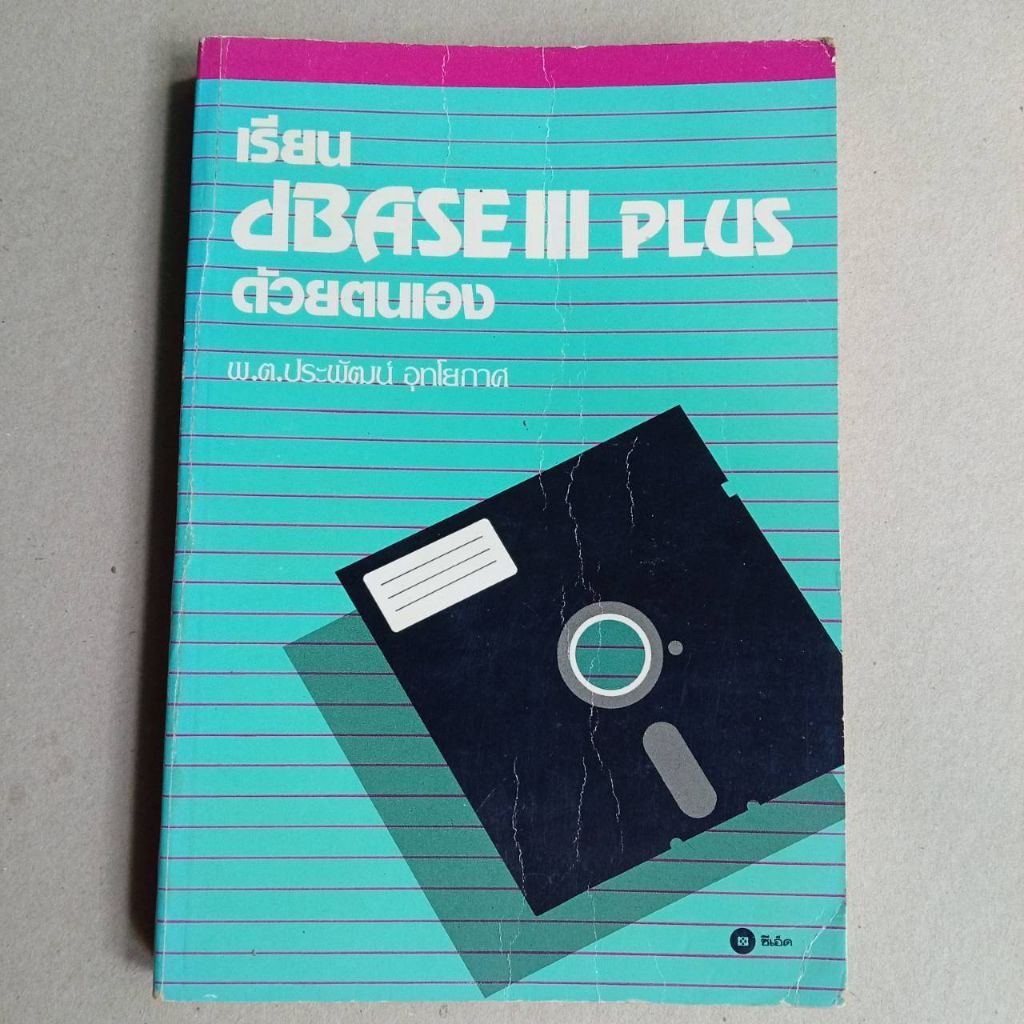 เรียน
dBASE III PLUS
ด้วยตนเอง
พ.ต.ประพัฒน์ อุทโยภาศ
ซีเอ็ด